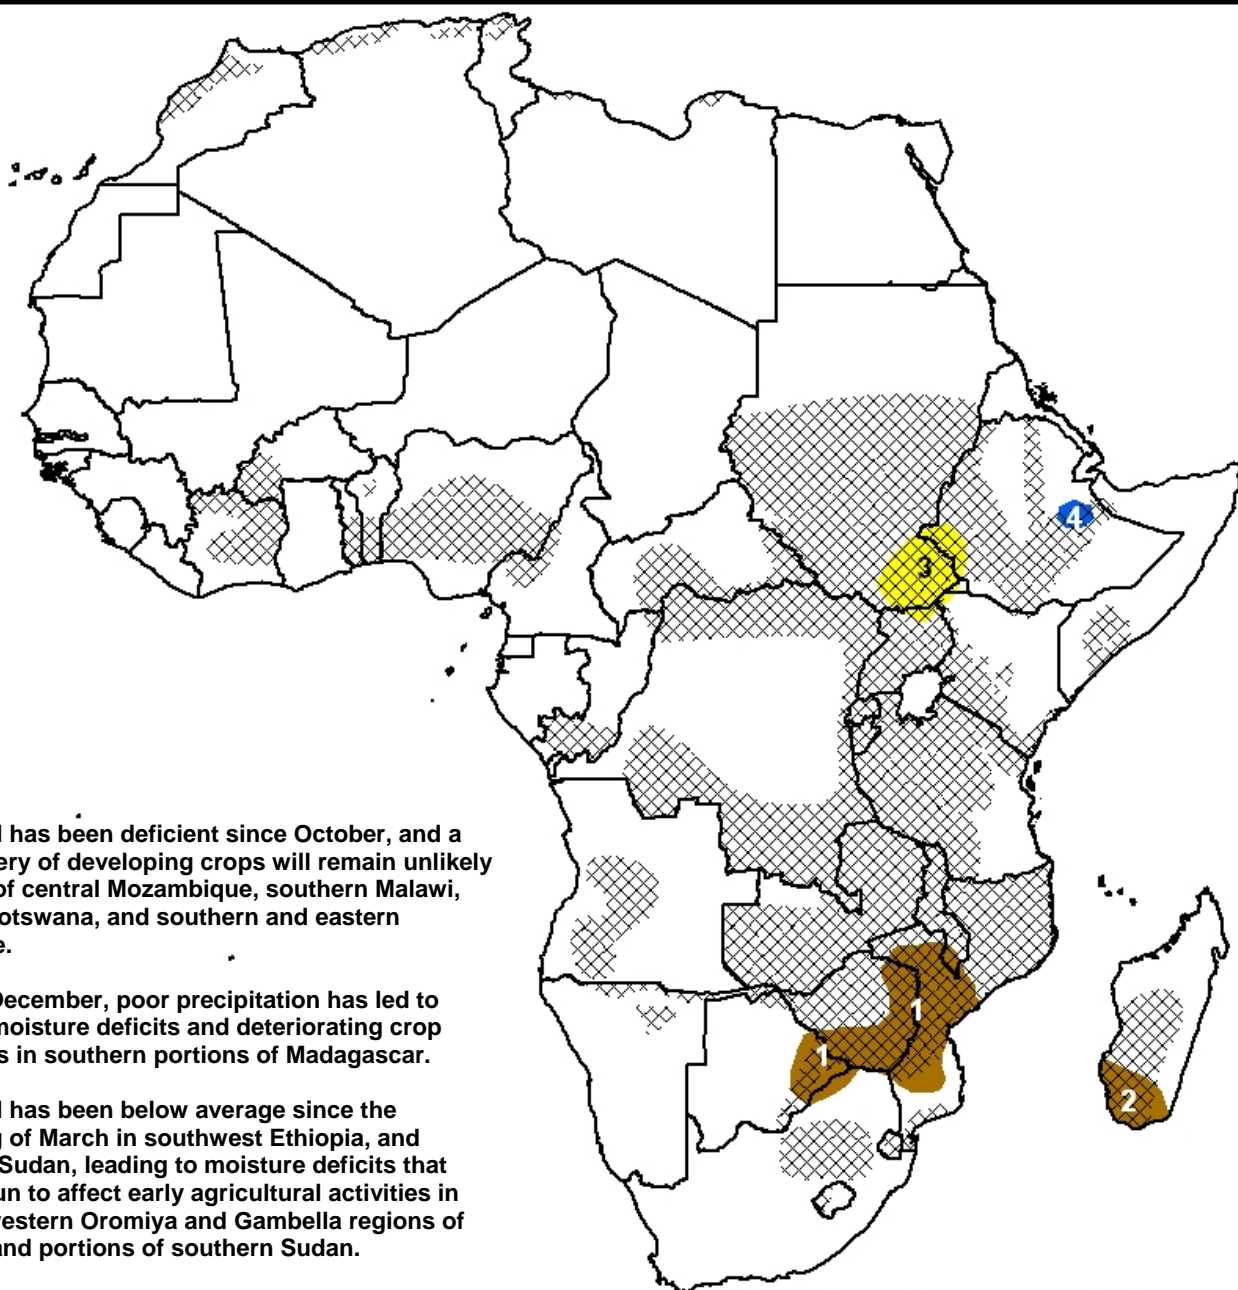 has been deficient since October, and a
of developing crops will remain unlikely
of central Mozambique, southern Malawi,
and southern and eastern
December, poor precipitation has led to
moisture deficits and deteriorating crop
in southern portions of Madagascar.
has been below average since the
of March in southwest Ethiopia, and
Sudan, leading to moisture deficits that
to affect early agricultural activities in
Oromiya and Gambella regions of
and portions of southern Sudan.
4
3
1
1
2